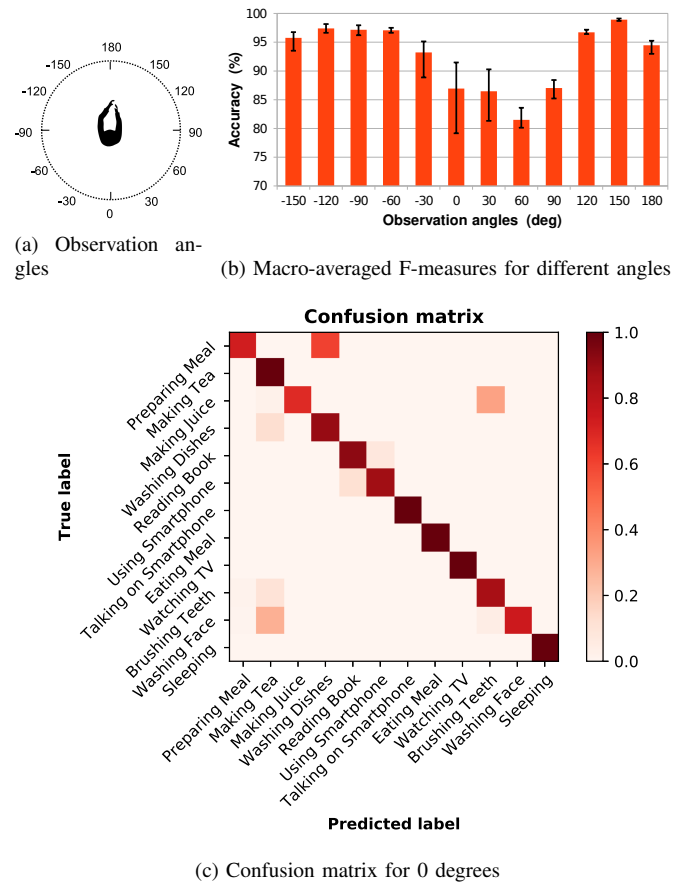 180
-150
150
-120
120
-90
90
-60
60
-30
30
0
(a) Observation an-
gles
100
95
90
85
80
75
70
Accuracy (%)
-150 -120 -90 -60 -30 0 30 60 90 120 150 180
Observation angles (deg)
(b) Macro-averaged F-measures for different angles
Confusion matrix
True label
Preparing Meal
Making Tea
Making Juice
Washing Dishes
Reading Book
Using Smartphone
Talking on Smartphone
Eating Meal
Watching TV
Brushing Teeth
Washing Face
Sleeping
1.0
0.8
0.6
0.4
0.2
0.0
Preparing Meal
Making Tea
Making Juice
Washing Dishes
Reading Book
Using Smartphone
Talking on Smartphone
Eating Meal
Watching TV
Brushing Teeth
Washing Face
Sleeping
Predicted label
(c) Confusion matrix for 0 degrees